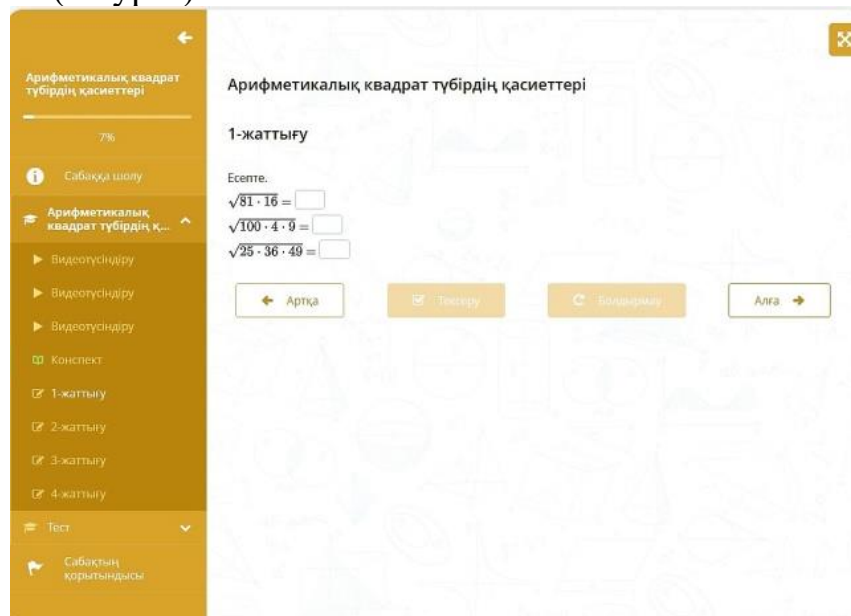 Арифметикалық квадрат
түбірдің қасиеттері
7%
Сабаққа шолу
Арифметикалық
квадрат түбірдің қ...
Видеотүсіндіру
Видеотүсіндіру
Видеотүсіндіру
Конспект
1-жаттығу
2-жаттығу
3-жаттығу
4-жаттығу
Тест
Сабақтың
қорытындысы
Арифметикалық квадрат түбірдің қасиеттері
1-жаттығу
Есепте.
√81 · 16 =
√100 · 4 · 9 =
√25 · 36 · 49 =
Артқа
Тексеру
Болдырмау
Алға